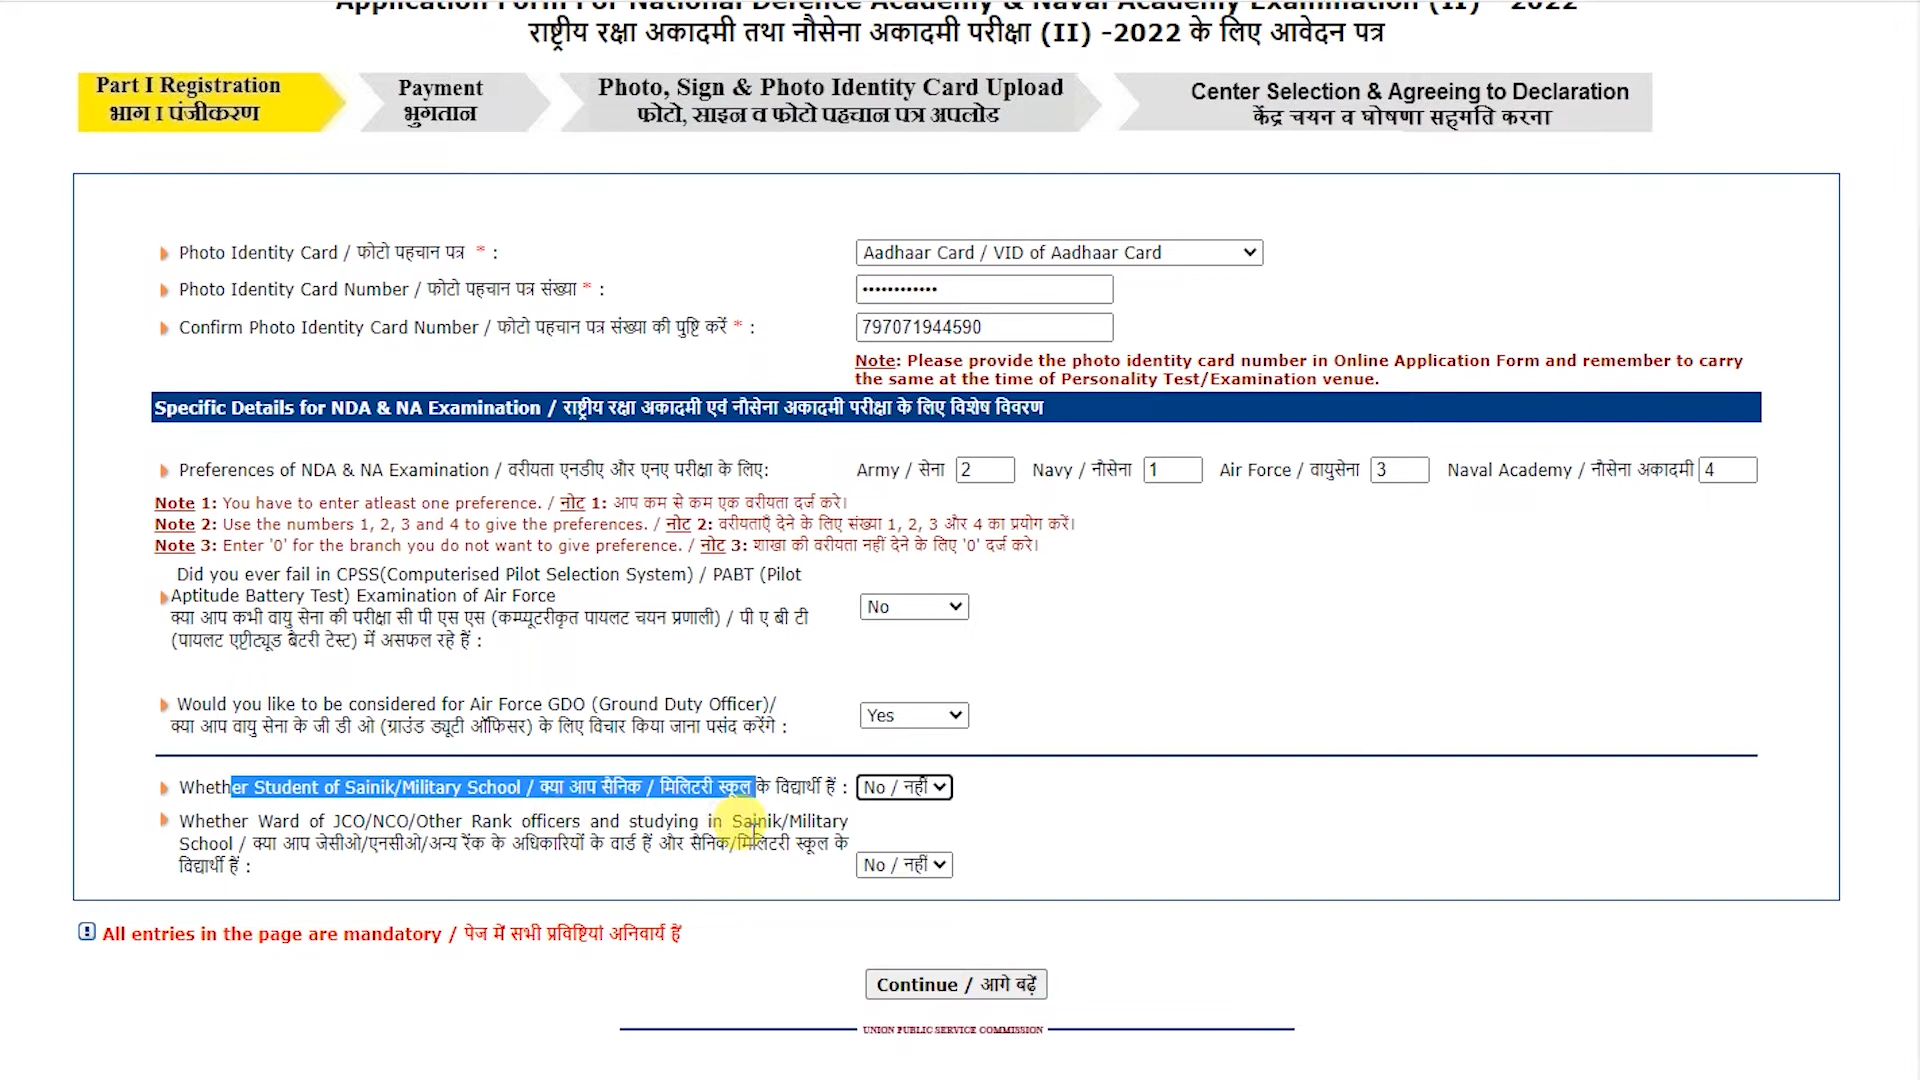 Application Form For National Defence Academy & Naval Academy Examination (II) - 2022
राष्ट्रीय रक्षा अकादमी तथा नौसेना अकादमी परीक्षा (II) -2022 के लिए आवेदन पत्र
Part I Registration
भाग I पंजीकरण
Payment
भुगतान
Photo, Sign & Photo Identity Card Upload
फोटो, साइन व फोटो पहचान पत्र अपलोड
Center Selection & Agreeing to Declaration
केंद्र चयन व घोषणा सहमति करना
Photo Identity Card / फोटो पहचान पत्र * :
Aadhaar Card / VID of Aadhaar Card
Photo Identity Card Number / फोटो पहचान पत्र संख्या * :
••••••••••••
Confirm Photo Identity Card Number / फोटो पहचान पत्र संख्या की पुष्टि करें * :
797071944590
Note: Please provide the photo identity card number in Online Application Form and remember to carry
the same at the time of Personality Test/Examination venue.
Specific Details for NDA & NA Examination / राष्ट्रीय रक्षा अकादमी एवं नौसेना अकादमी परीक्षा के लिए विशेष विवरण
Preferences of NDA & NA Examination / वरीयता एनडीए और एनए परीक्षा के लिए: Army / सेना 2 Navy / नौसेना 1 Air Force / वायुसेना 3 Naval Academy / नौसेना अकादमी 4
Note 1: You have to enter atleast one preference. / नोट 1: आप कम से कम एक वरीयता दर्ज करे।
Note 2: Use the numbers 1, 2, 3 and 4 to give the preferences. / नोट 2: वरीयताएँ देने के लिए संख्या 1, 2, 3 और 4 का प्रयोग करें।
Note 3: Enter '0' for the branch you do not want to give preference. / नोट 3: शाखा की वरीयता नहीं देने के लिए '0' दर्ज करे।
Did you ever fail in CPSS(Computerised Pilot Selection System) / PABT (Pilot
Aptitude Battery Test) Examination of Air Force
क्या आप कभी वायु सेना की परीक्षा सी पी एस एस (कम्प्यूटरीकृत पायलट चयन प्रणाली) / पी ए बी टी
(पायलट एप्टीट्यूड बैटरी टेस्ट) में असफल रहे हैं :
No
Would you like to be considered for Air Force GDO (Ground Duty Officer)/
क्या आप वायु सेना के जी डी ओ (ग्राउंड ड्यूटी ऑफिसर) के लिए विचार किया जाना पसंद करेंगे :
Yes
Whether Student of Sainik/Military School / क्या आप सैनिक / मिलिटरी स्कूल के विद्यार्थी हैं : No / नहीं
Whether Ward of JCO/NCO/Other Rank officers and studying in Sainik/Military
School / क्या आप जेसीओ/एनसीओ/अन्य रैंक के अधिकारियों के वार्ड हैं और सैनिक/मिलिटरी स्कूल के
विद्यार्थी हैं :
No / नहीं
All entries in the page are mandatory / पेज में सभी प्रविष्टियां अनिवार्य हैं
Continue / आगे बढ़ें
UNION PUBLIC SERVICE COMMISSION